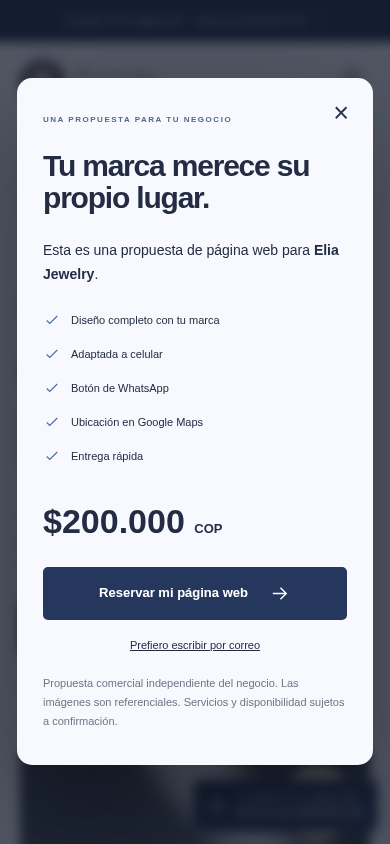 UNA PROPUESTA PARA TU NEGOCIO
Tu marca merece su
propio lugar.
Esta es una propuesta de página web para Elia
Jewelry.
Diseño completo con tu marca
Adaptada a celular
Botón de WhatsApp
Ubicación en Google Maps
Entrega rápida
$200.000 COP
Reservar mi página web
Prefiero escribir por correo
Propuesta comercial independiente del negocio. Las
imágenes son referenciales. Servicios y disponibilidad sujetos
a confirmación.